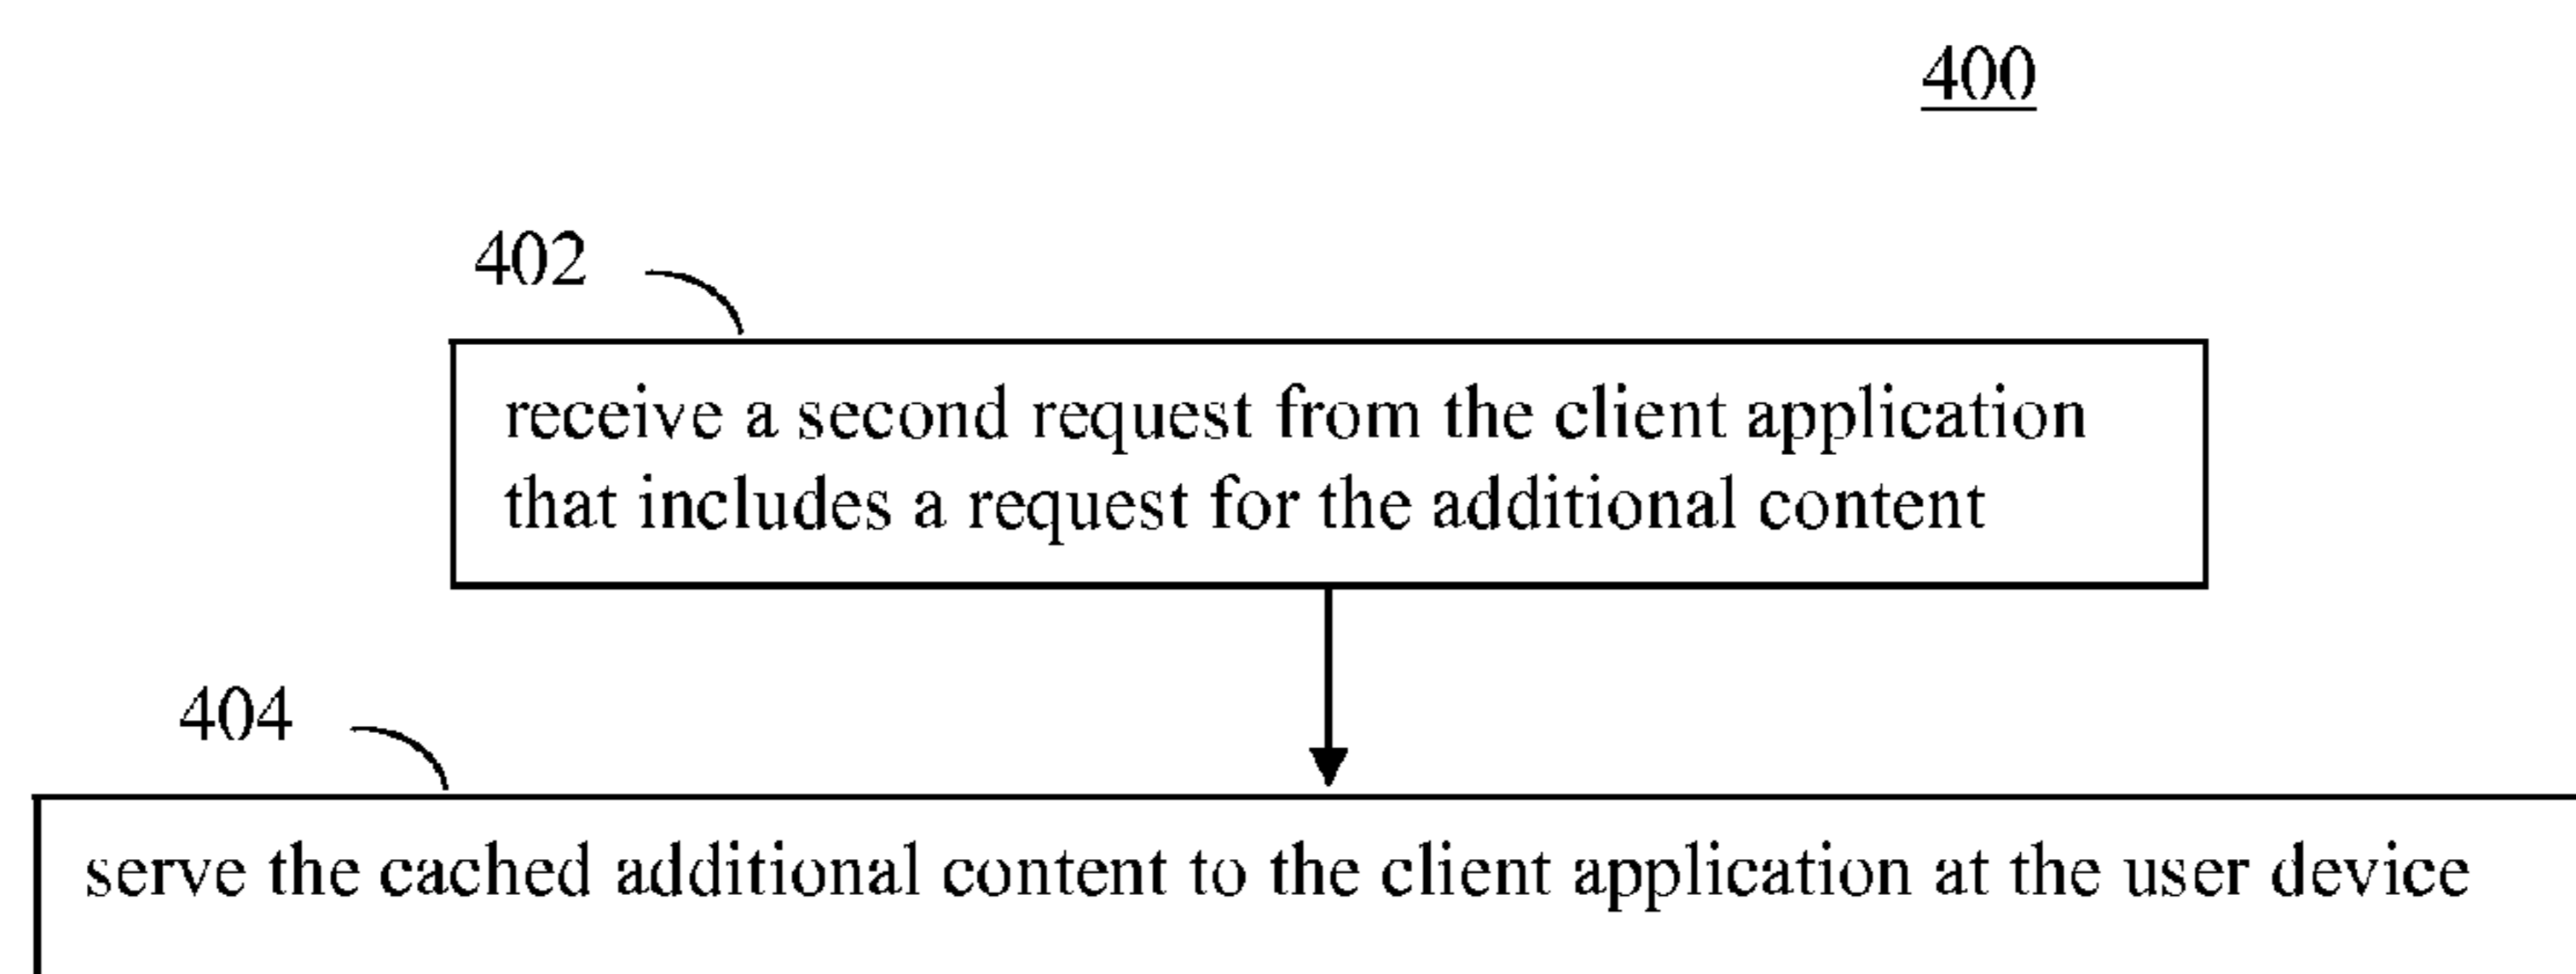 400
402
receive a second request from the client application
that includes a request for the additional content
404
serve the cached additional content to the client application at the user device